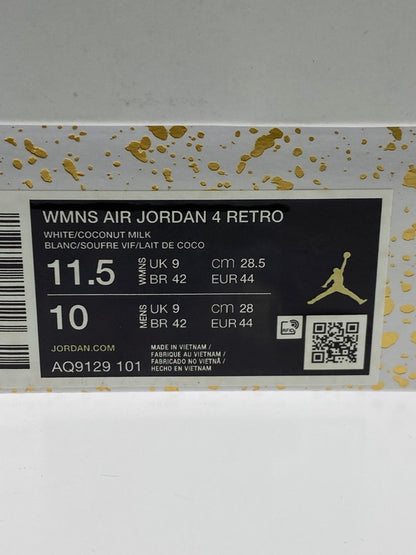 WMNS AIR JORDAN 4 RETRO
WHITE/COCONUT MILK
BLANC/SOUFRE VIF/LAIT DE COCO
11.5 WMNS UK 9 cm 28.5
BR 42 EUR 44
10 MENS UK 9 cm 28
BR 42 EUR 44
JORDAN.COM
MADE IN VIETNAM /
FABRIQUE AU VIETNAM /
FABRICADO NO VIETNÃ /
HECHO EN VIETNAM
AQ9129 101